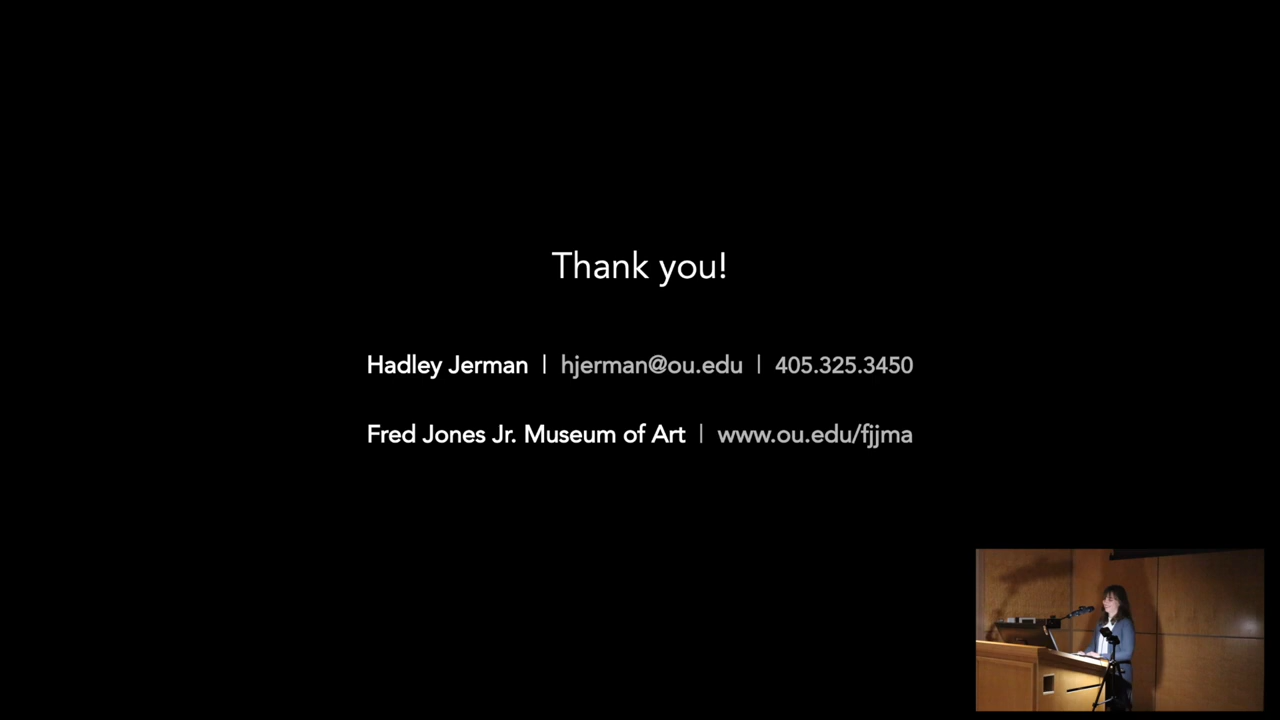 Thank you!
Hadley Jerman | hjerman@ou.edu | 405.325.3450
Fred Jones Jr. Museum of Art | www.ou.edu/fjjma